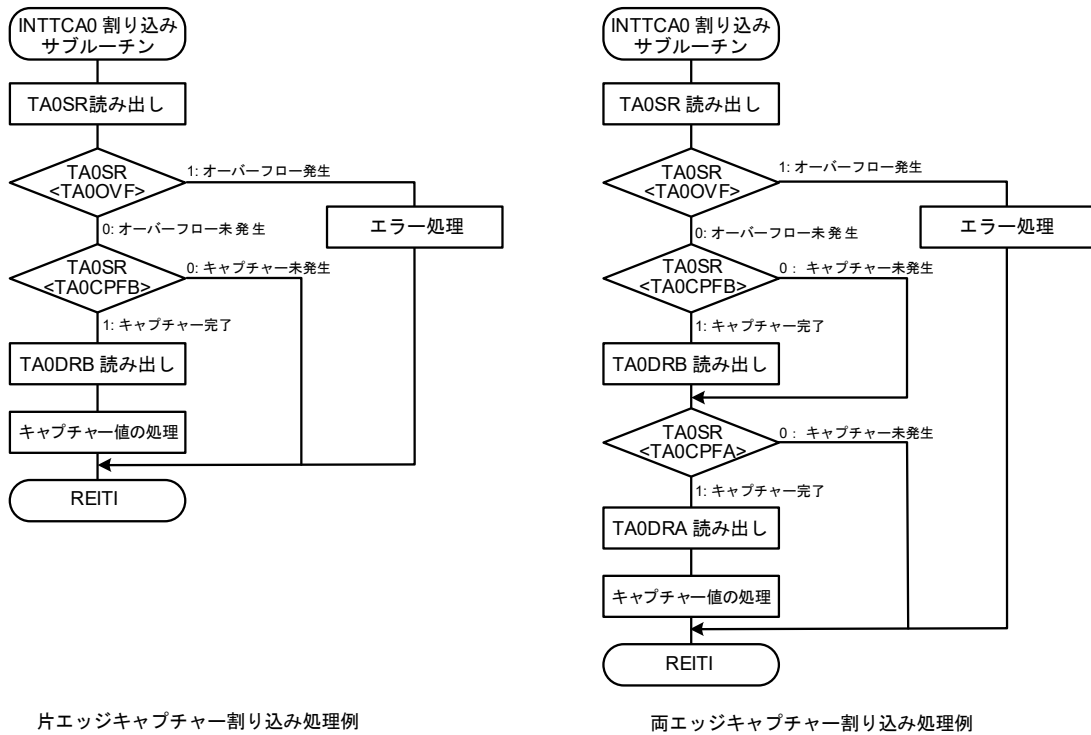 INTTCA0 割り込み
サブルーチン
TA0SR読み出し
TA0SR
<TA0OVF>
1: オーバーフロー発生
エラー処理
0: オーバーフロー未発生
TA0SR
<TA0CPFB>
0: キャプチャー未発生
1: キャプチャー完了
TA0DRB 読み出し
キャプチャー値の処理
REITI
片エッジキャプチャー割り込み処理例
INTTCA0 割り込み
サブルーチン
TA0SR 読み出し
TA0SR
<TA0OVF>
1: オーバーフロー発生
エラー処理
0: オーバーフロー未発生
TA0SR
<TA0CPFB>
0： キャプチャー未発生
1: キャプチャー完了
TA0DRB 読み出し
TA0SR
<TA0CPFA>
0： キャプチャー未発生
1: キャプチャー完了
TA0DRA 読み出し
キャプチャー値の処理
REITI
両エッジキャプチャー割り込み処理例